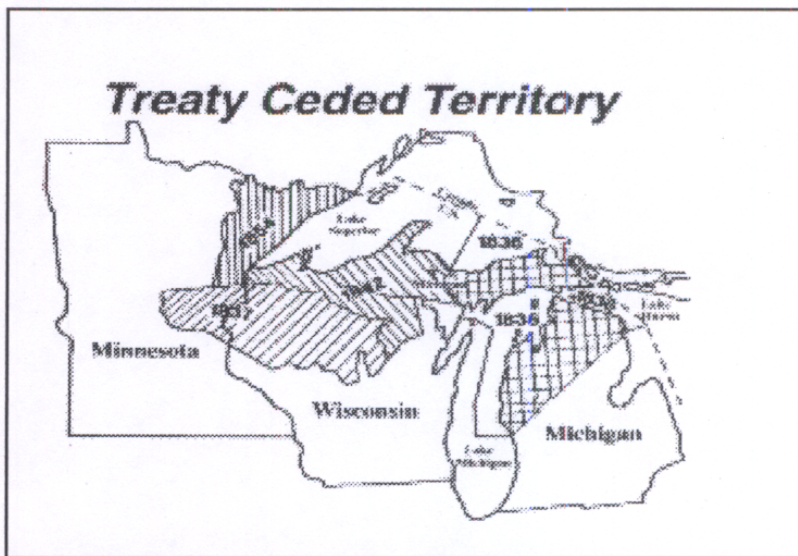 Treaty Ceded Territory
1854
Lake
Superior
1836
1842
1837
1836
Lake
Huron
Minnesota
Wisconsin
Michigan
Lake
Michigan